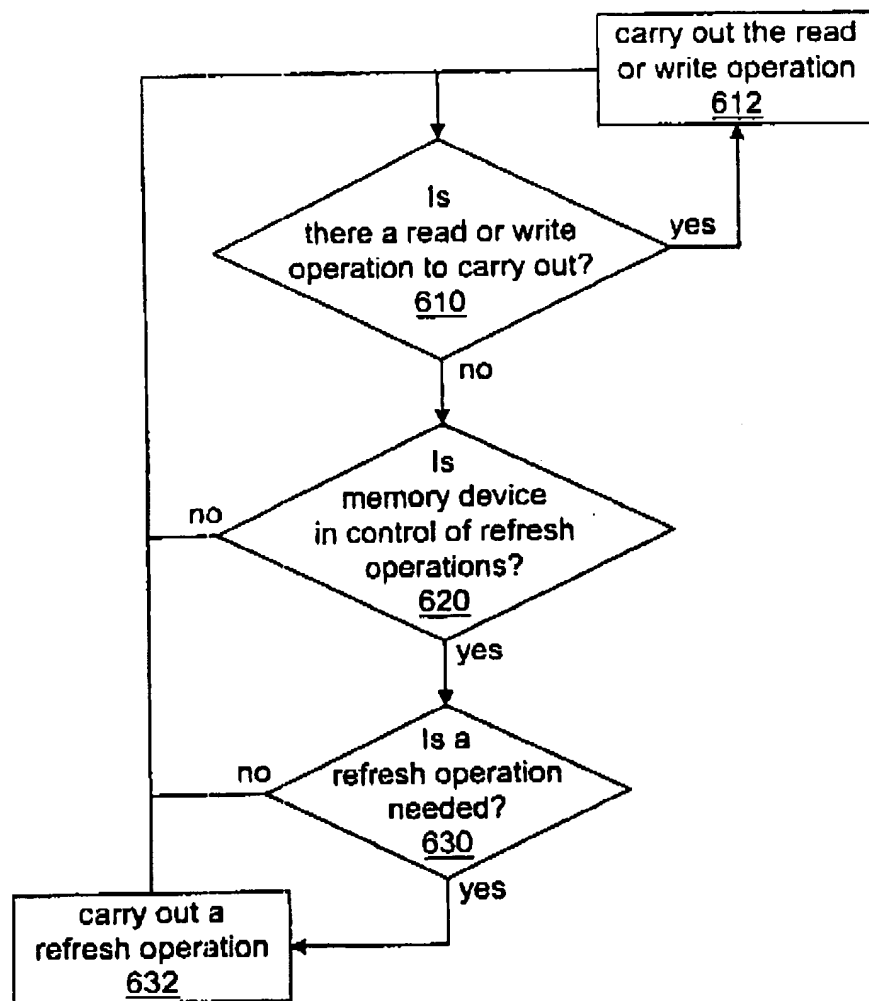 carry out the read
or write operation
612
Is
there a read or write
operation to carry out?
610
yes
no
Is
memory device
in control of refresh
operations?
620
no
yes
Is a
refresh operation
needed?
630
no
yes
carry out a
refresh operation
632